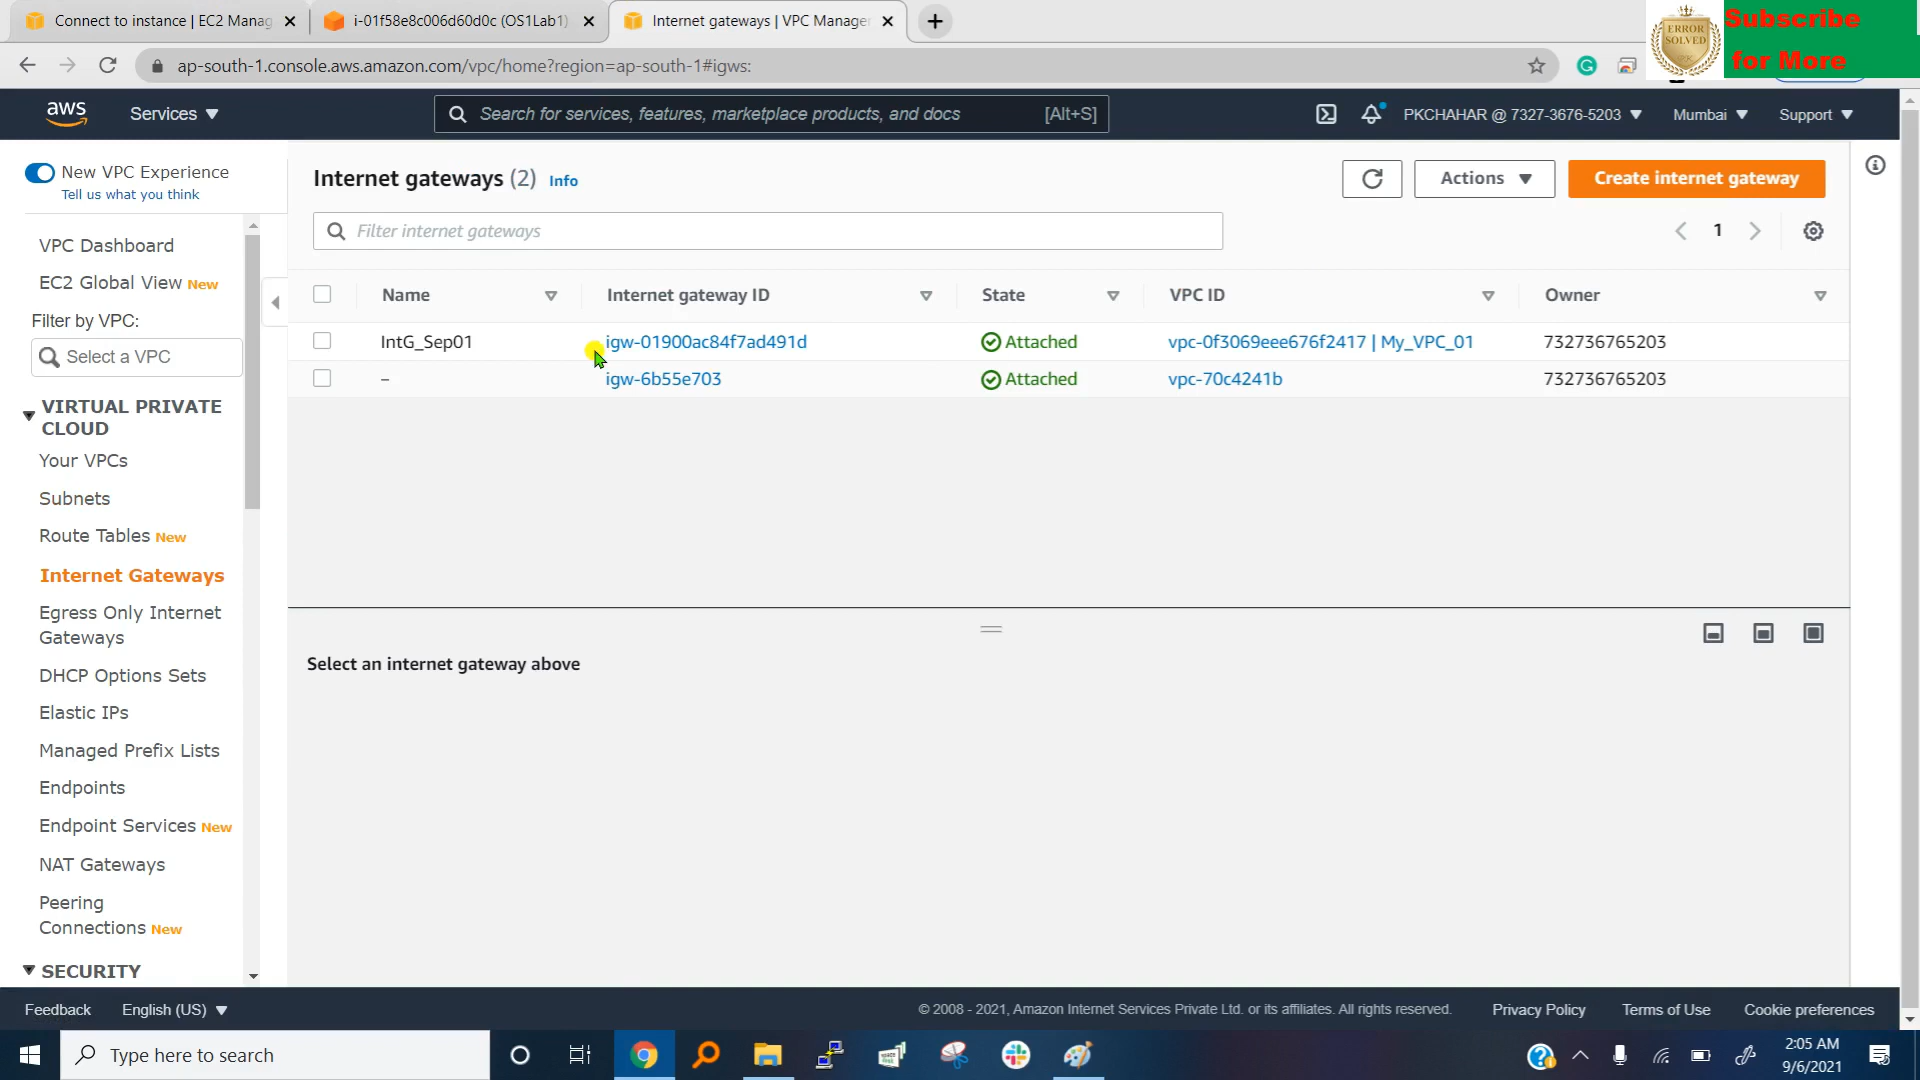 Connect to instance | EC2 Manag
i-01f58e8c006d60d0c (OS1Lab1)
Internet gateways | VPC Manager
Subscribe
for More
ERROR
SOLVED
ap-south-1.console.aws.amazon.com/vpc/home?region=ap-south-1#igws:
aws
Services
Search for services, features, marketplace products, and docs
[Alt+S]
PKCHAHAR @ 7327-3676-5203
Mumbai
Support
New VPC Experience
Tell us what you think
VPC Dashboard
EC2 Global View New
Filter by VPC:
Select a VPC
VIRTUAL PRIVATE
CLOUD
Your VPCs
Subnets
Route Tables New
Internet Gateways
Egress Only Internet
Gateways
DHCP Options Sets
Elastic IPs
Managed Prefix Lists
Endpoints
Endpoint Services New
NAT Gateways
Peering
Connections New
SECURITY
Internet gateways (2) Info
Actions
Create internet gateway
Filter internet gateways
1
Name Internet gateway ID State VPC ID Owner
IntG_Sep01 igw-01900ac84f7ad491d Attached vpc-0f3069eee676f2417 | My_VPC_01 732736765203
– igw-6b55e703 Attached vpc-70c4241b 732736765203
Select an internet gateway above
Feedback
English (US)
© 2008 - 2021, Amazon Internet Services Private Ltd. or its affiliates. All rights reserved.
Privacy Policy
Terms of Use
Cookie preferences
Type here to search
2:05 AM
9/6/2021